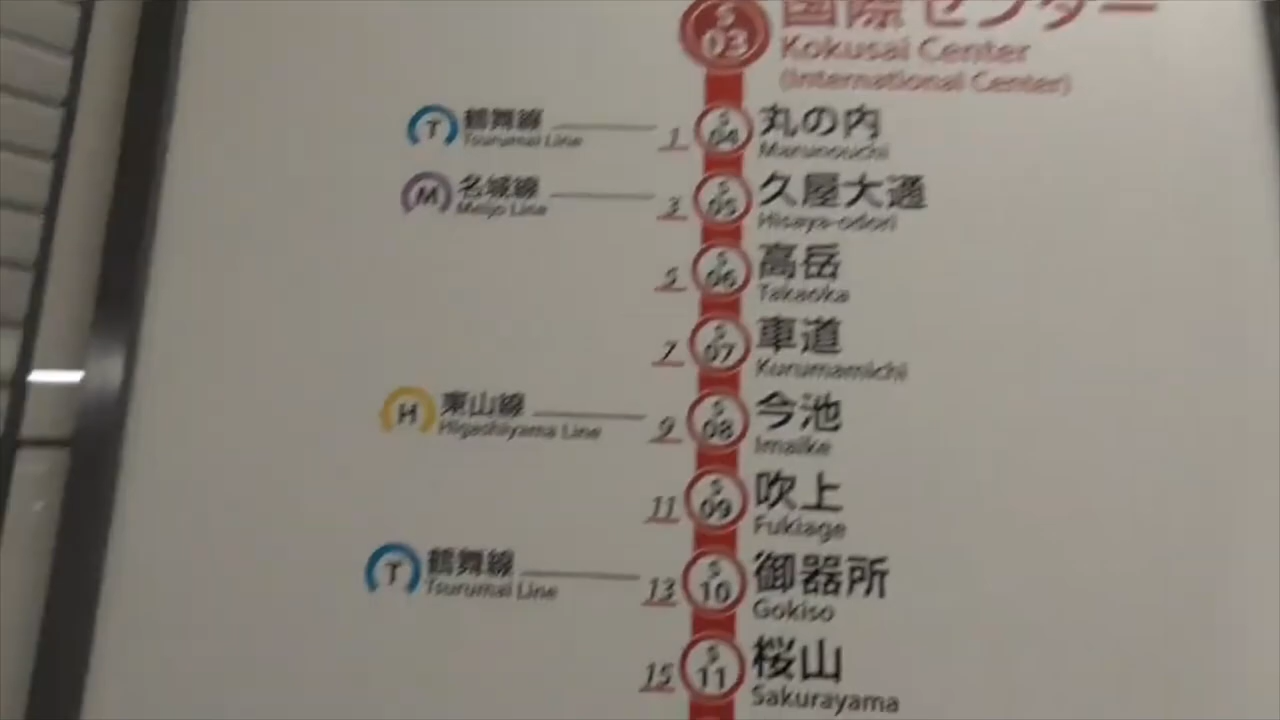 S 03
国際センター
Kokusai Center
(International Center)
T 鶴舞線 1 S 04 丸の内
Tsurumai Line Marunouchi
M 名城線 3 S 05 久屋大通
Meijo Line Hisaya-odori
5 S 06 高岳
Takaoka
7 S 07 車道
Kurumamichi
H 東山線 9 S 08 今池
Higashiyama Line Imaike
11 S 09 吹上
Fukiage
T 鶴舞線 13 S 10 御器所
Tsurumai Line Gokiso
15 S 11 桜山
Sakurayama